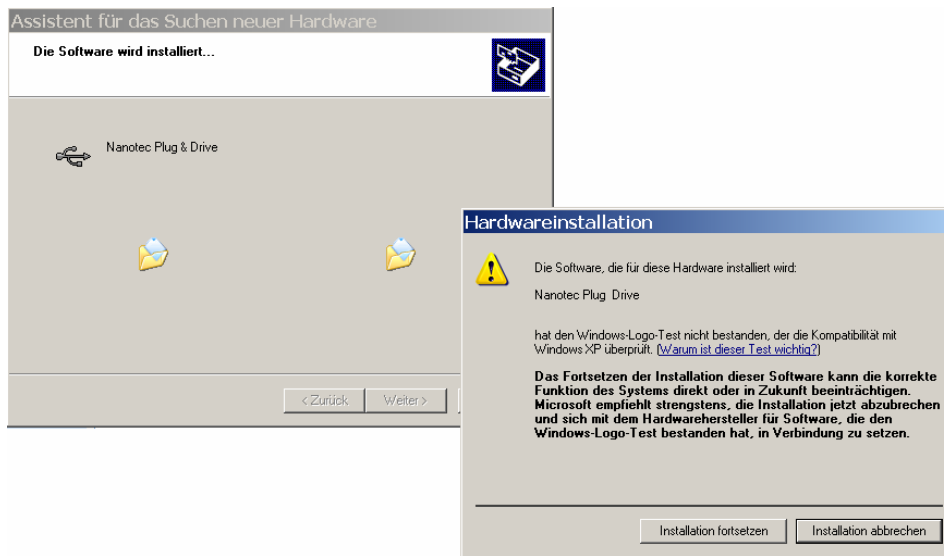 Assistent für das Suchen neuer Hardware
Die Software wird installiert...
Nanotec Plug & Drive
< Zurück
Weiter >
Hardwareinstallation
Die Software, die für diese Hardware installiert wird:
Nanotec Plug  Drive
hat den Windows-Logo-Test nicht bestanden, der die Kompatibilität mit
Windows XP überprüft. (Warum ist dieser Test wichtig?)
Das Fortsetzen der Installation dieser Software kann die korrekte
Funktion des Systems direkt oder in Zukunft beeinträchtigen.
Microsoft empfiehlt strengstens, die Installation jetzt abzubrechen
und sich mit dem Hardwarehersteller für Software, die den
Windows-Logo-Test bestanden hat, in Verbindung zu setzen.
Installation fortsetzen
Installation abbrechen